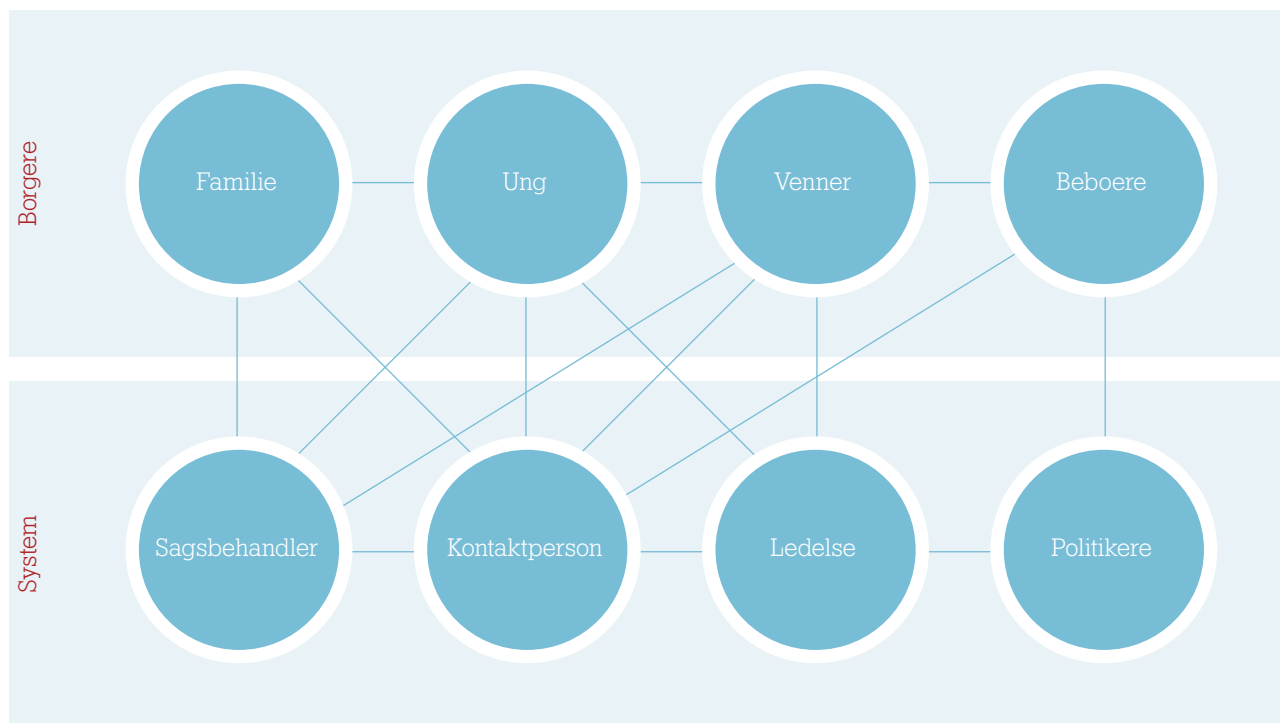 Borgere
Familie
Ung
Venner
Beboere
System
Sagsbehandler
Kontaktperson
Ledelse
Politikere